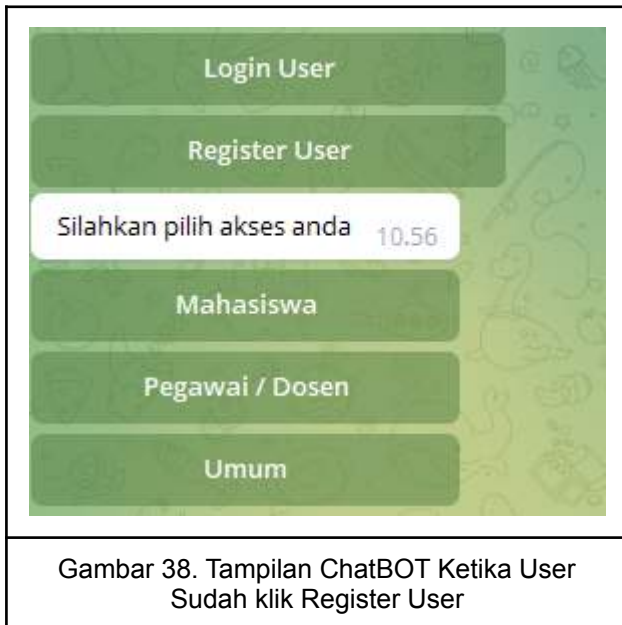 Login User
Register User
Silahkan pilih akses anda 10.56
Mahasiswa
Pegawai / Dosen
Umum
Gambar 38. Tampilan ChatBOT Ketika User
Sudah klik Register User